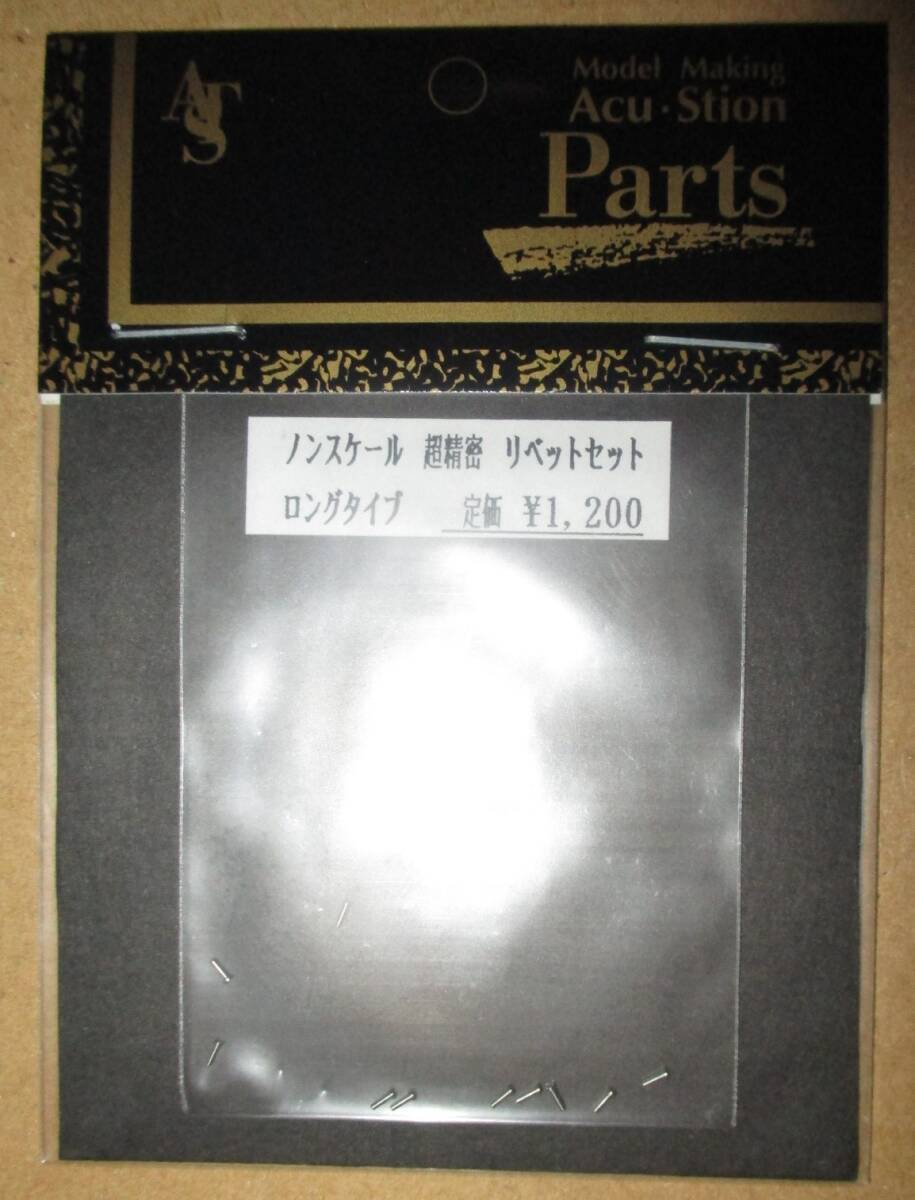 AST
Model Making
Acu・Stion
Parts
ノンスケール 超精密 リベットセット
ロングタイプ 定価 ¥1,200